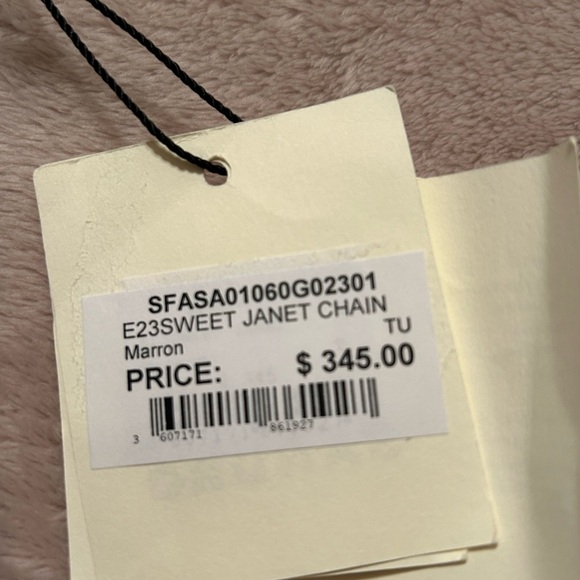 SFASA01060G02301
E23SWEET JANET CHAIN
TU
Marron
PRICE: $ 345.00
3 607171 861927